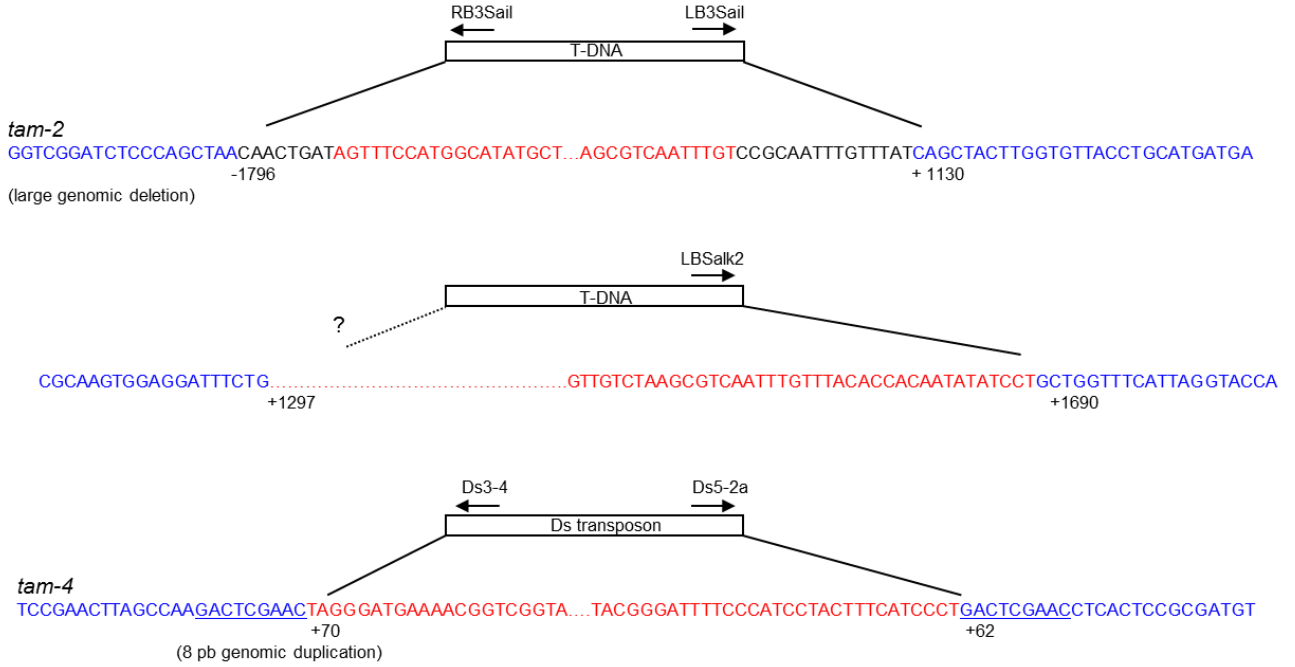 RB3Sail LB3Sail
T-DNA
tam-2
GGTCGGATCTCCCAGCTAACAACTGATAGTTTCCATGGCATATGCT...AGCGTCAATTTGTCCGCAATTTGTTTATCAGCTACTTGGTGTTACCTGCATGATGA
-1796 + 1130
(large genomic deletion)
LBSalk2
T-DNA
?
CGCAAGTGGAGGATTTCTG..........................................GTTGTCTAAGCGTCAATTTGTTTACACCACAATATATCCTGCTGGTTTCATTAGGTACCA
+1297 +1690
Ds3-4 Ds5-2a
Ds transposon
tam-4
TCCGAACTTAGCCAAGACTCGAACTAGGGATGAAAACGGTCGGTA....TACGGGATTTTCCCATCCTACTTTCATCCCTGACTCGAACCTCACTCCGCGATGT
+70 +62
(8 pb genomic duplication)